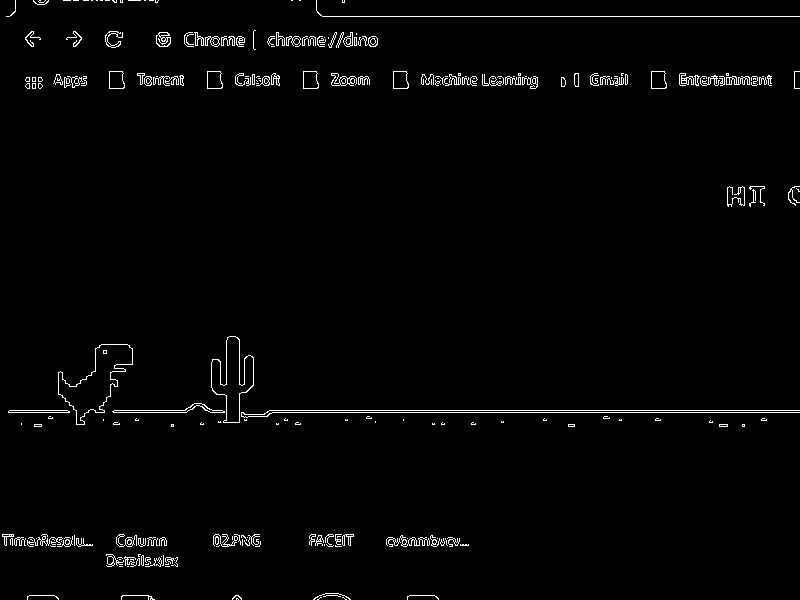 Chrome | chrome://dino
Apps Torrent Calsoft Zoom Machine Learning Gmail Entertainment
HI
TimerResolu... Column 02.PNG FACEIT cvbnmbvcv...
Details.xlsx